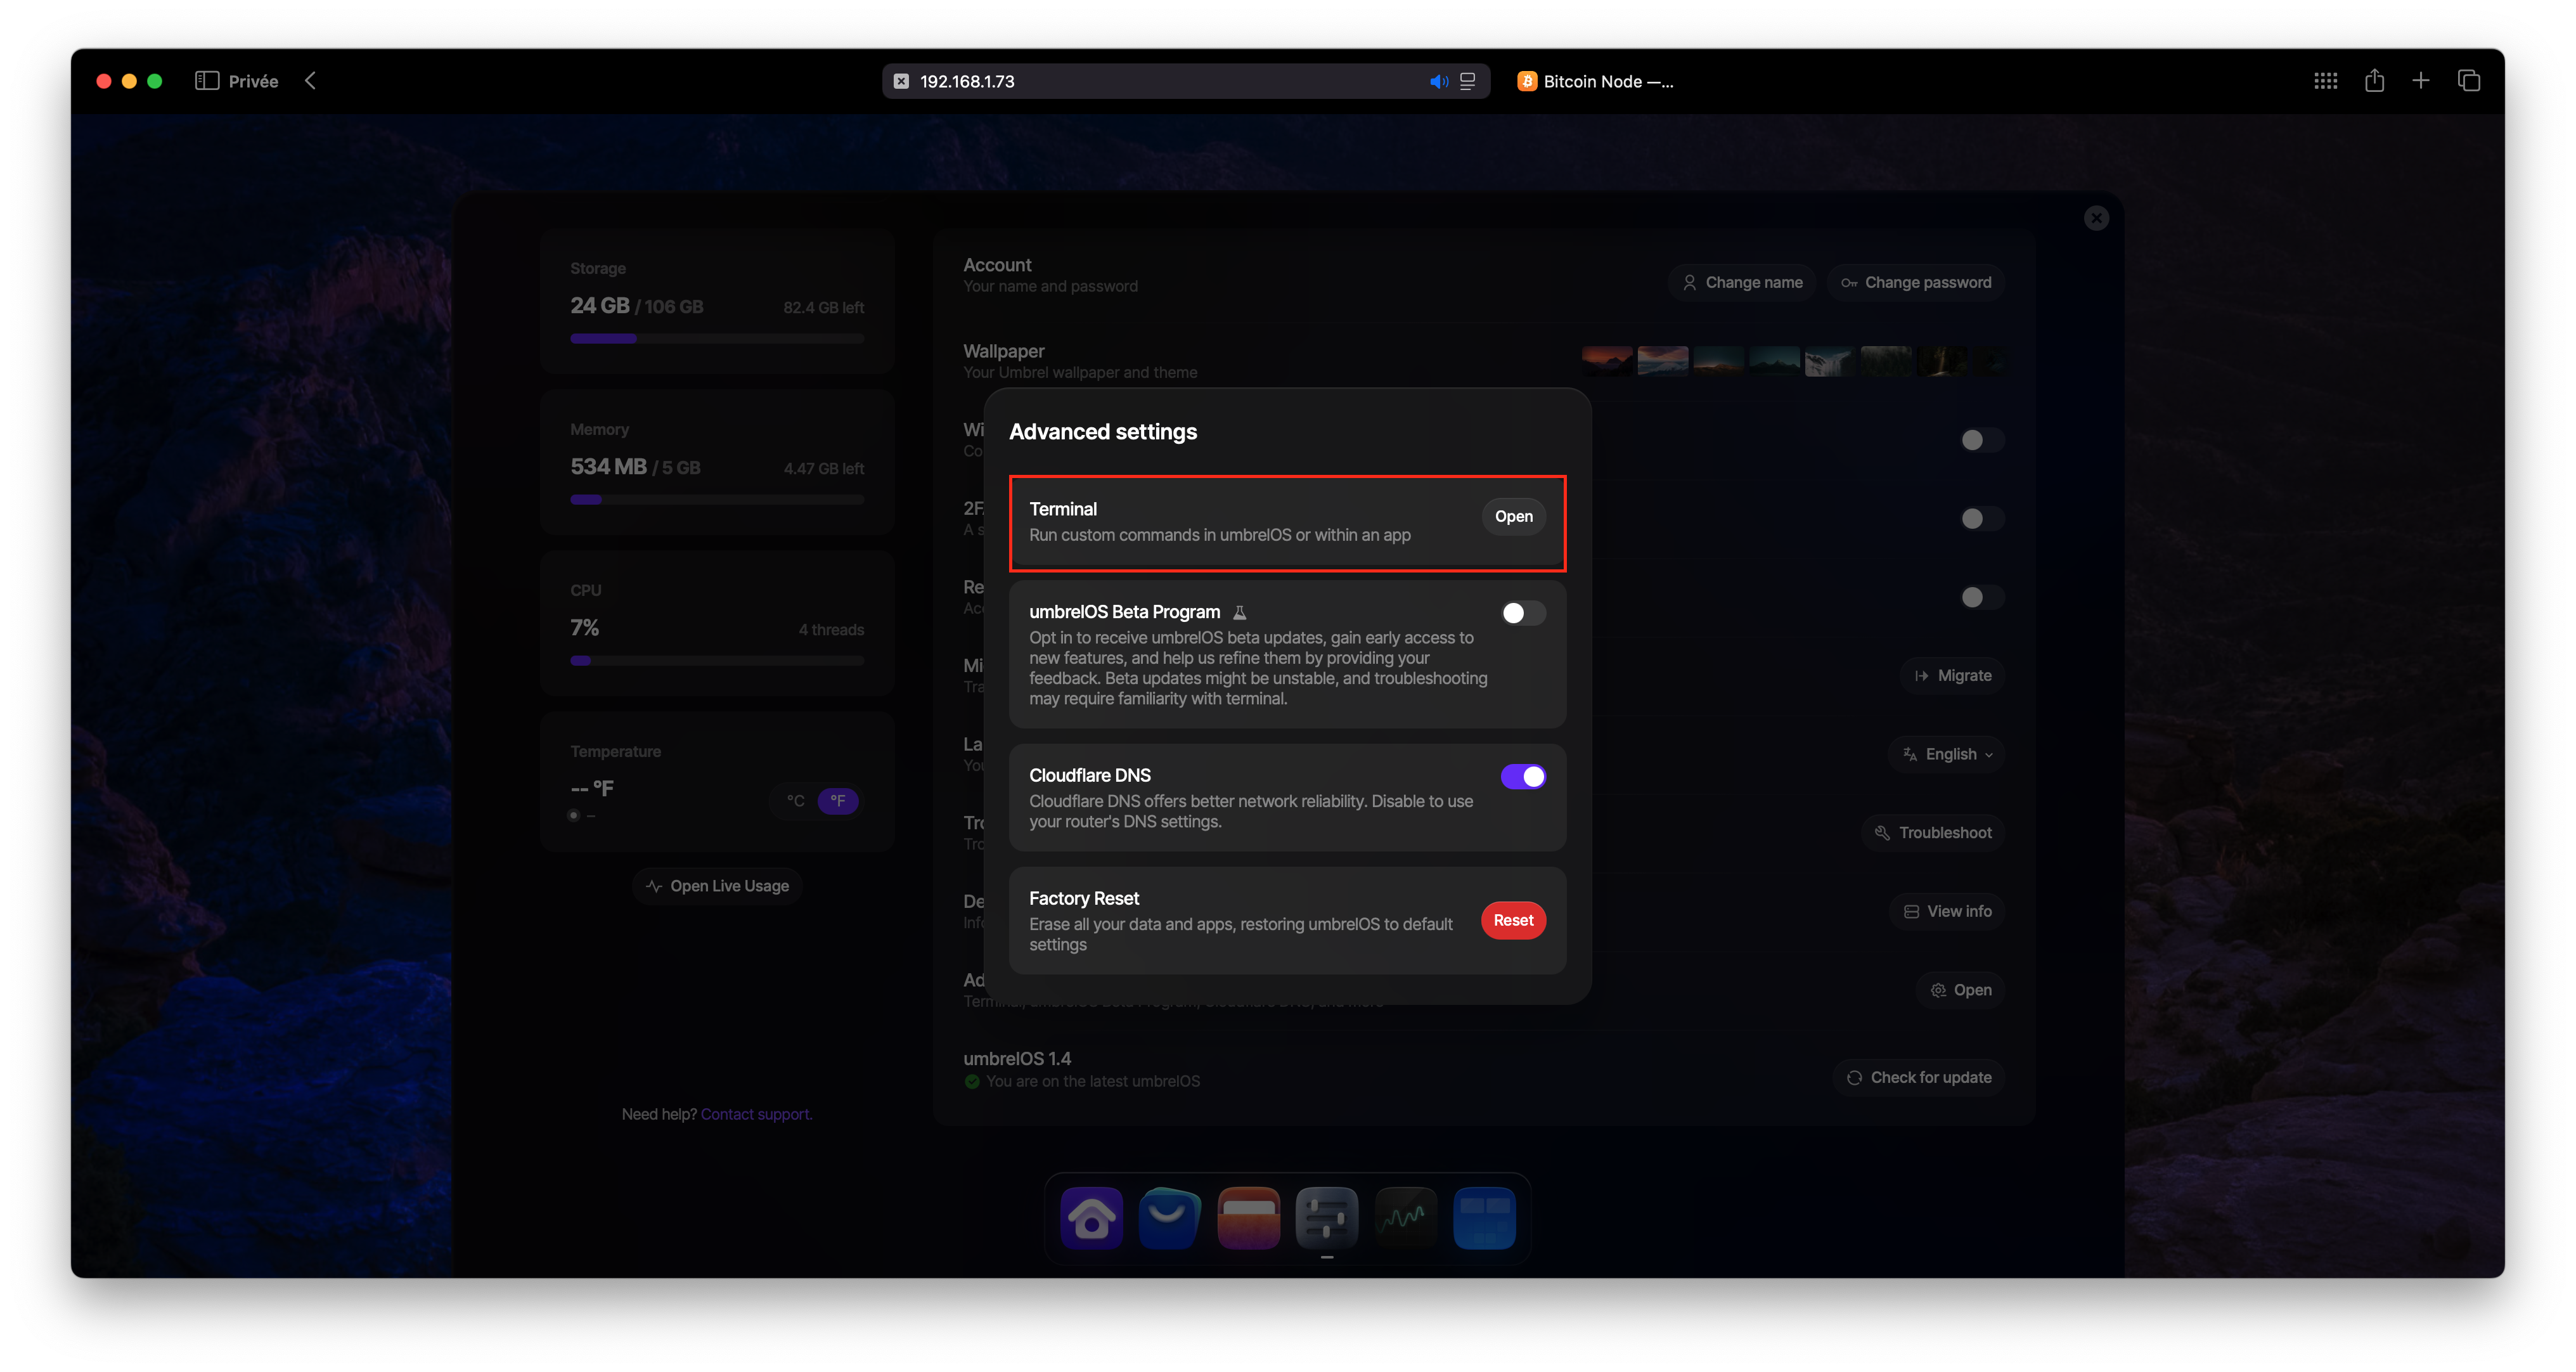 Privée
192.168.1.73
Bitcoin Node —...
Storage
24 GB / 106 GB
82.4 GB left
Memory
534 MB / 5 GB
4.47 GB left
CPU
7%
4 threads
Temperature
-- °F
°C
°F
–
Open Live Usage
Need help? Contact support.
Account
Your name and password
Change name
Change password
Wallpaper
Your Umbrel wallpaper and theme
Wi
Co
2F
A s
Re
Acc
Mi
Tra
Migrate
La
You
English
Tro
Tro
Troubleshoot
De
Info
View info
Ad
Terminal, umbrelOS Beta Program, Cloudflare DNS, and more
Open
umbrelOS 1.4
You are on the latest umbrelOS
Check for update
Advanced settings
Terminal
Run custom commands in umbrelOS or within an app
Open
umbrelOS Beta Program
Opt in to receive umbrelOS beta updates, gain early access to
new features, and help us refine them by providing your
feedback. Beta updates might be unstable, and troubleshooting
may require familiarity with terminal.
Cloudflare DNS
Cloudflare DNS offers better network reliability. Disable to use
your router's DNS settings.
Factory Reset
Erase all your data and apps, restoring umbrelOS to default
settings
Reset